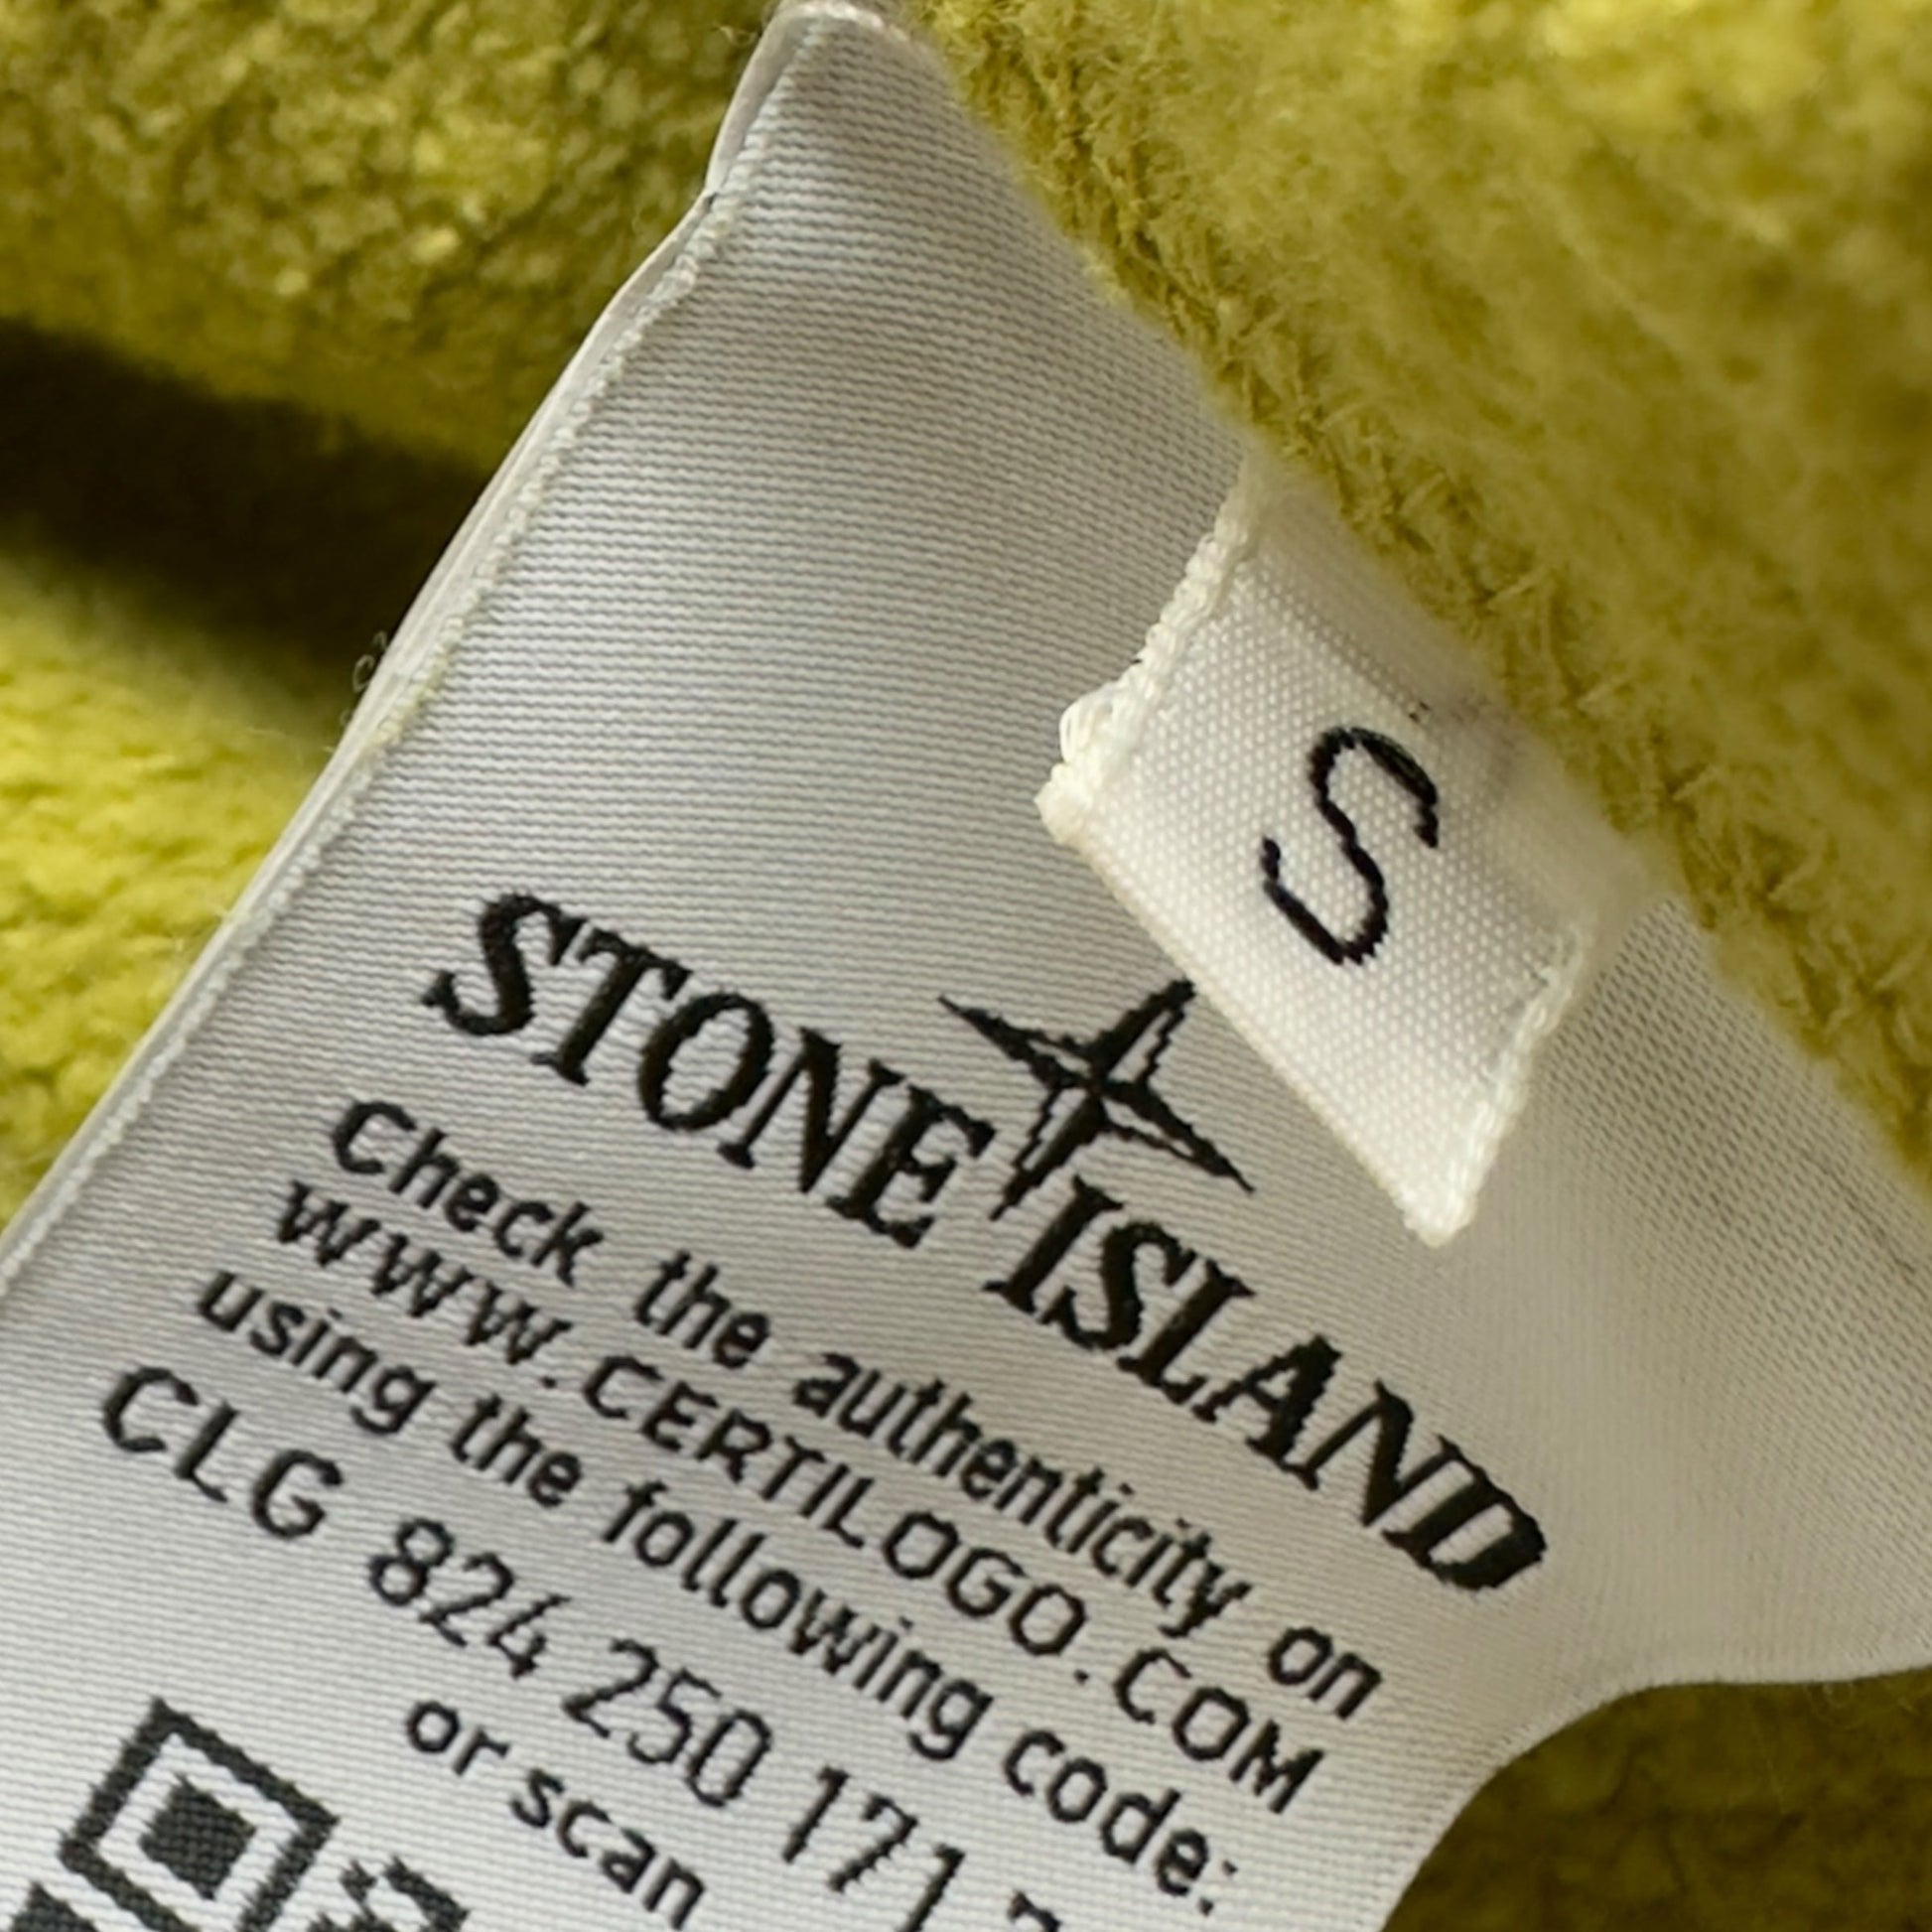 S
STONE ISLAND
Check the authenticity on
WWW.CERTILOGO.COM
using the following code:
CLG 824 250 171
or scan